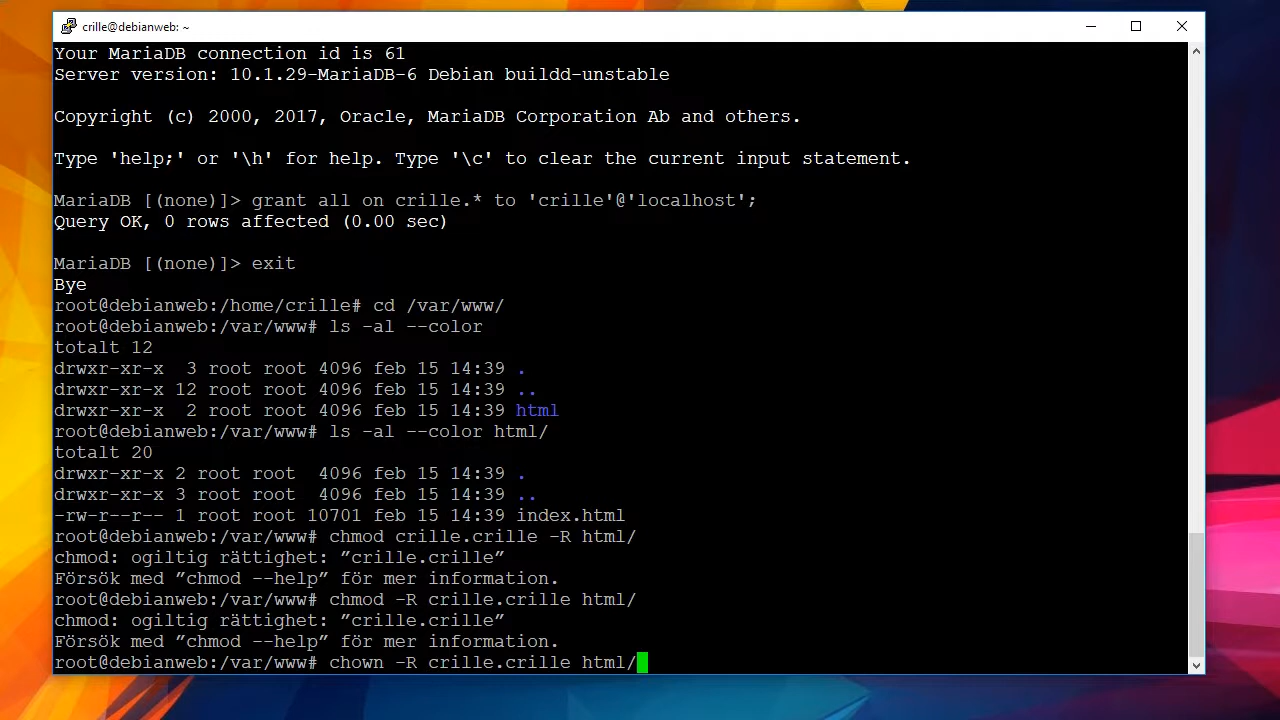 crille@debianweb: ~
Your MariaDB connection id is 61
Server version: 10.1.29-MariaDB-6 Debian buildd-unstable
Copyright (c) 2000, 2017, Oracle, MariaDB Corporation Ab and others.
Type 'help;' or '\h' for help. Type '\c' to clear the current input statement.
MariaDB [(none)]> grant all on crille.* to 'crille'@'localhost';
Query OK, 0 rows affected (0.00 sec)
MariaDB [(none)]> exit
Bye
root@debianweb:/home/crille# cd /var/www/
root@debianweb:/var/www# ls -al --color
totalt 12
drwxr-xr-x  3 root root 4096 feb 15 14:39 .
drwxr-xr-x 12 root root 4096 feb 15 14:39 ..
drwxr-xr-x  2 root root 4096 feb 15 14:39 html
root@debianweb:/var/www# ls -al --color html/
totalt 20
drwxr-xr-x 2 root root  4096 feb 15 14:39 .
drwxr-xr-x 3 root root  4096 feb 15 14:39 ..
-rw-r--r-- 1 root root 10701 feb 15 14:39 index.html
root@debianweb:/var/www# chmod crille.crille -R html/
chmod: ogiltig rättighet: ”crille.crille”
Försök med ”chmod --help” för mer information.
root@debianweb:/var/www# chmod -R crille.crille html/
chmod: ogiltig rättighet: ”crille.crille”
Försök med ”chmod --help” för mer information.
root@debianweb:/var/www# chown -R crille.crille html/